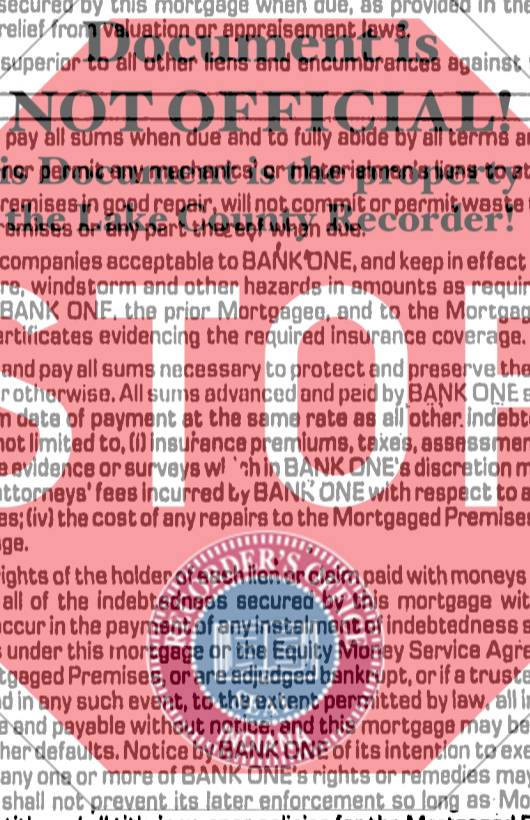 secured by this mortgage when due, as provided in the
relief from valuation or appraisement laws.
Document is
superior to all other liens and encumbrances against
NOT OFFICIAL!
pay all sums when due and to fully abide by all terms a
is Document is the property
nor permit any mechanics' or materialmen's liens to at
remises in good repair, will not commit or permit waste
the Lake County Recorder!
emises or any part thereof when due.
companies acceptable to BANK ONE, and keep in effect
re, windstorm and other hazards in amounts as requir
BANK ONE, the prior Mortgagee, and to the Mortgag
ertificates evidencing the required insurance coverage.
STOP
and pay all sums necessary to protect and preserve the
r otherwise. All sums advanced and paid by BANK ONE s
m date of payment at the same rate as all other indebt
not limited to, (i) insurance premiums, taxes, assessmen
e evidence or surveys which in BANK ONE's discretion m
attorneys' fees incurred by BANK ONE with respect to a
es; (iv) the cost of any repairs to the Mortgaged Premise
ge.
RECORDER'S OFFICE
ights of the holder of each lien or claim paid with moneys
all of the indebtedness secured by this mortgage wit
occur in the payment of any instalment of indebtedness s
s under this mortgage or the Equity Money Service Agre
tgaged Premises, or are adjudged bankrupt, or if a truste
d in any such event, to the extent permitted by law, all i
e and payable without notice, and this mortgage may be
her defaults. Notice by BANK ONE of its intention to exe
any one or more of BANK ONE's rights or remedies may
shall not prevent its later enforcement so long as Mo